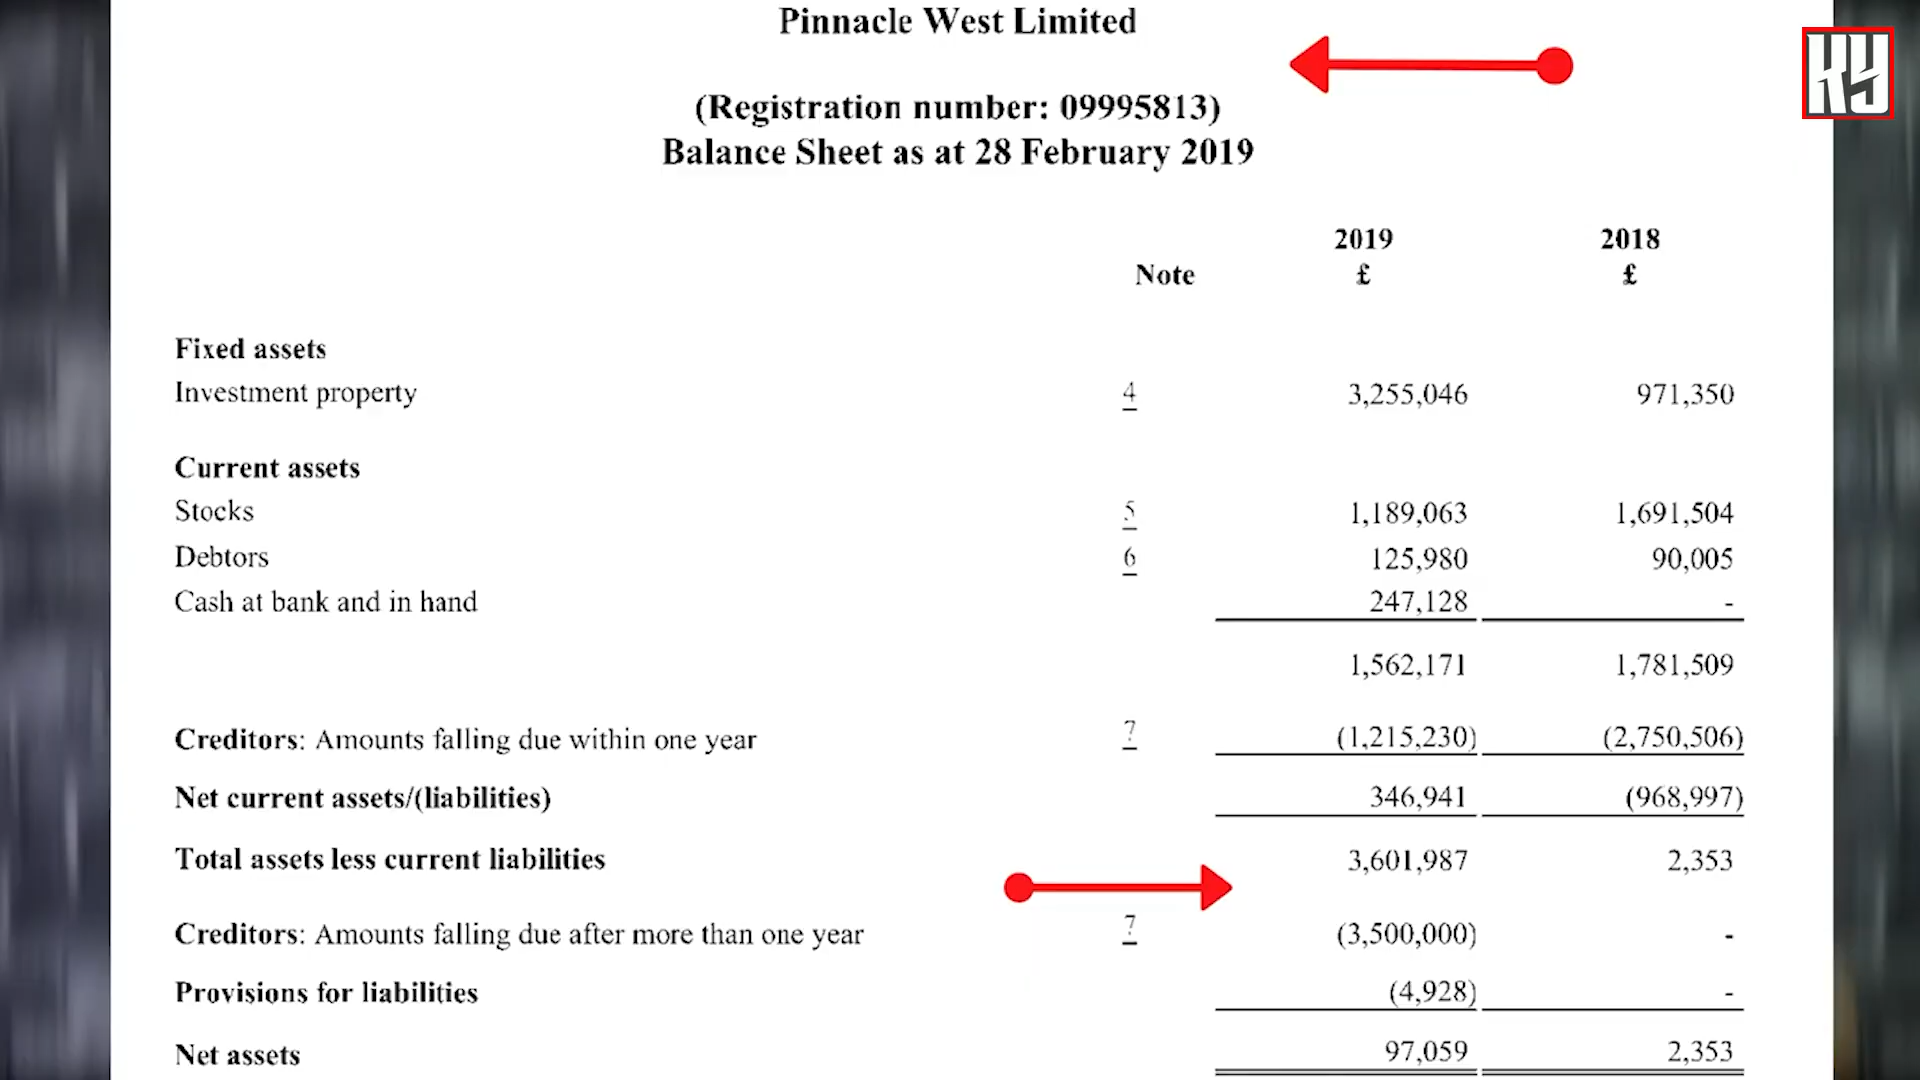 Pinnacle West Limited
KY
(Registration number: 09995813)
Balance Sheet as at 28 February 2019
2019 2018
Note £ £
Fixed assets
Investment property 4 3,255,046 971,350
Current assets
Stocks 5 1,189,063 1,691,504
Debtors 6 125,980 90,005
Cash at bank and in hand 247,128 -
1,562,171 1,781,509
Creditors: Amounts falling due within one year 7 (1,215,230) (2,750,506)
Net current assets/(liabilities) 346,941 (968,997)
Total assets less current liabilities 3,601,987 2,353
Creditors: Amounts falling due after more than one year 7 (3,500,000) -
Provisions for liabilities (4,928) -
Net assets 97,059 2,353